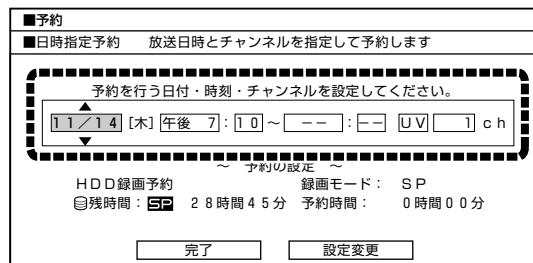 ■予約
■日時指定予約　放送日時とチャンネルを指定して予約します
予約を行う日付・時刻・チャンネルを設定してください。
▲
11／14 [木] 午後 7：10～ －－：－－ UV 1ch
▼
～ 予約の設定 ～
HDD録画予約　録画モード： SP
残時間：SP 28時間45分 予約時間： 0時間00分
完了　設定変更